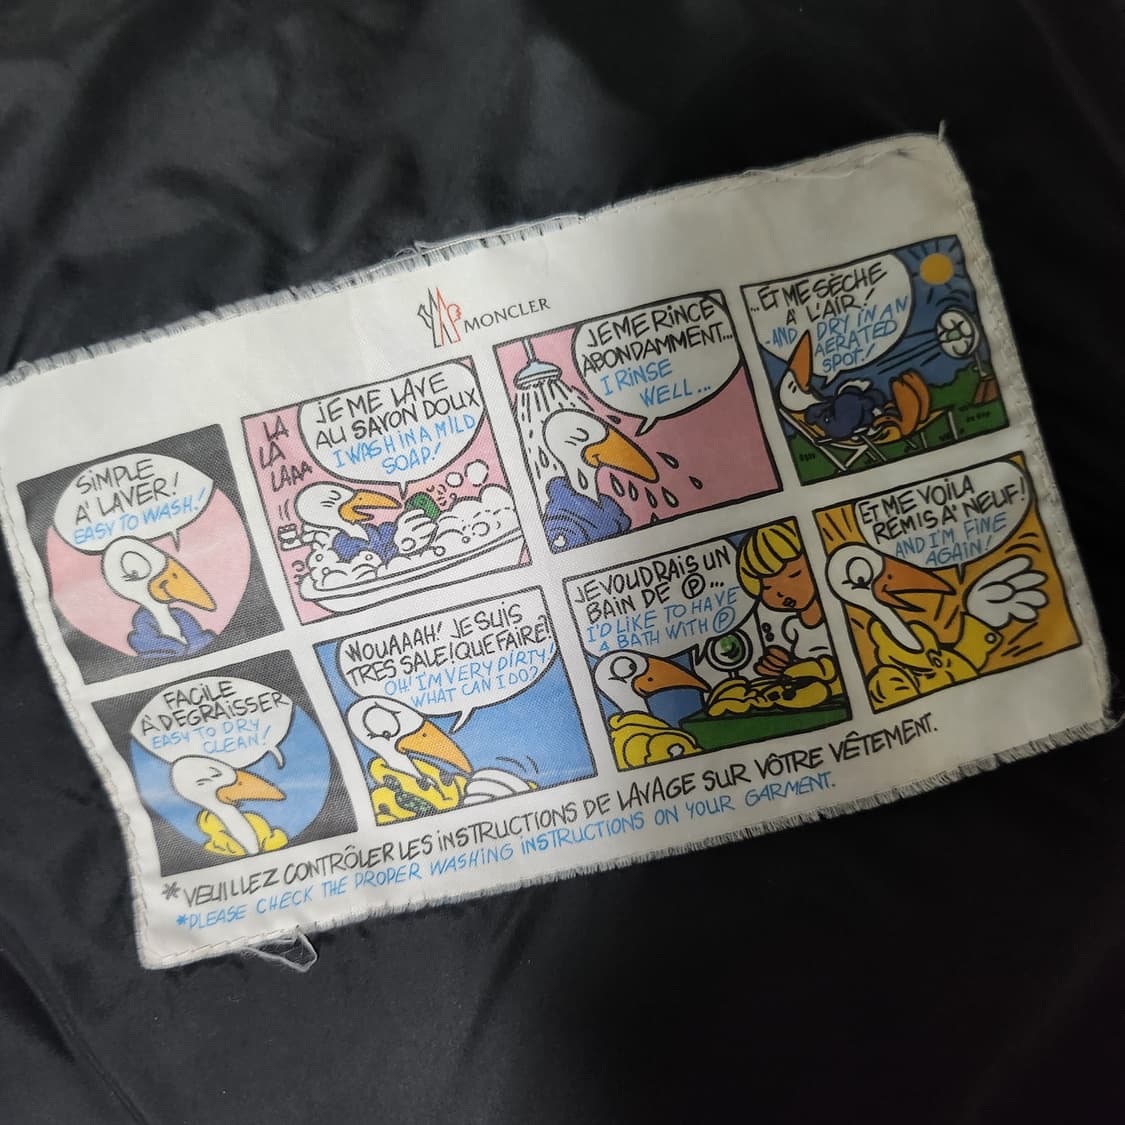 MONCLER
SIMPLE
À LAVER!
EASY TO WASH!
LA
LA
LAAA
JE ME LAVE
AU SAVON DOUX
I WASH IN A MILD
SOAP!
JE ME RINCE
ABONDAMMENT...
I RINSE
WELL...
...ET ME SÈCHE
À L'AIR!
-AND DRY IN AN
AERATED
SPOT!
FACILE
À DEGRAISSER
EASY TO DRY
CLEAN!
WOUAAAH! JE SUIS
TRES SALE! QUE FAIRE?
OH! I'M VERY DIRTY!
WHAT CAN I DO?
JE VOUDRAIS UN
BAIN DE Ⓟ...
I'D LIKE TO HAVE
A BATH WITH Ⓟ
ET ME VOILA
REMIS À NEUF!
AND I'M FINE
AGAIN!
*VEUILLEZ CONTRÔLER LES INSTRUCTIONS DE LAVAGE SUR VÔTRE VÊTEMENT.
*PLEASE CHECK THE PROPER WASHING INSTRUCTIONS ON YOUR GARMENT.